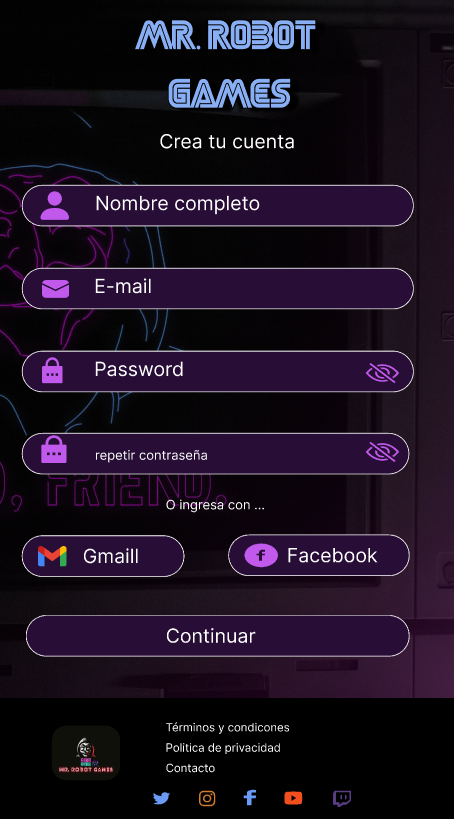 MR. ROBOT
GAMES
Crea tu cuenta
Nombre completo
E-mail
Password
repetir contraseña
, FRIEND.
O ingresa con ...
Gmaill
Facebook
Continuar
Términos y condicones
Politica de privacidad
Contacto
MR. ROBOT GAMES